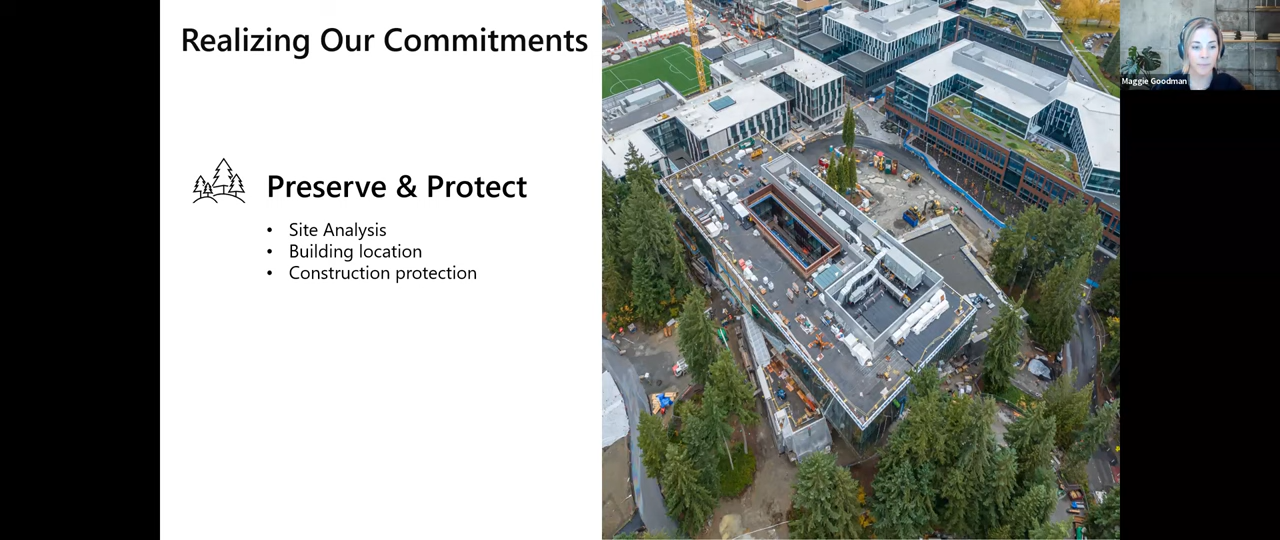 Realizing Our Commitments
Maggie Goodman
Preserve & Protect
• Site Analysis
• Building location
• Construction protection